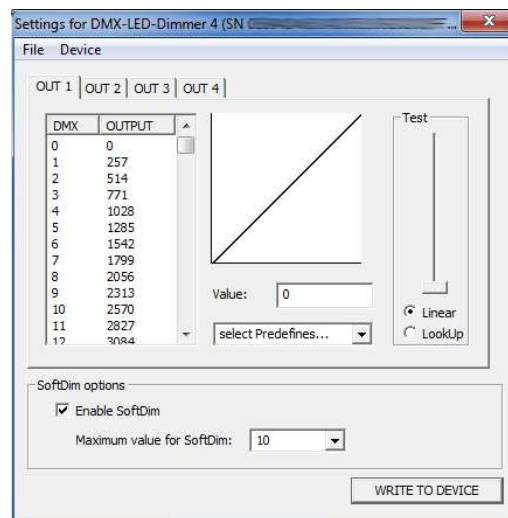 Settings for DMX-LED-Dimmer 4 (SN ...
File Device
OUT 1 OUT 2 OUT 3 OUT 4
DMX OUTPUT
0 0
1 257
2 514
3 771
4 1028
5 1285
6 1542
7 1799
8 2056
9 2313
10 2570
11 2827
12 3084
Value: 0
select Predefines...
Test
Linear
LookUp
SoftDim options
Enable SoftDim
Maximum value for SoftDim: 10
WRITE TO DEVICE